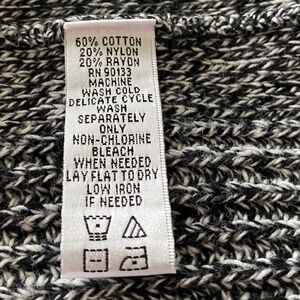 60% COTTON
20% NYLON
20% RAYON
RN 90133
MACHINE
WASH COLD
DELICATE CYCLE
WASH
SEPARATELY
ONLY
NON-CHLORINE
BLEACH
WHEN NEEDED
LAY FLAT TO DRY
LOW IRON
IF NEEDED